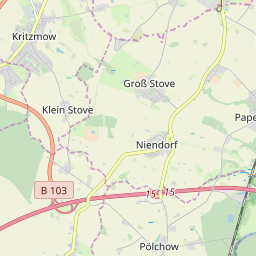 Kritzmow
Groß Stove
Klein Stove
Pape
Niendorf
B 103
15
15
Pölchow